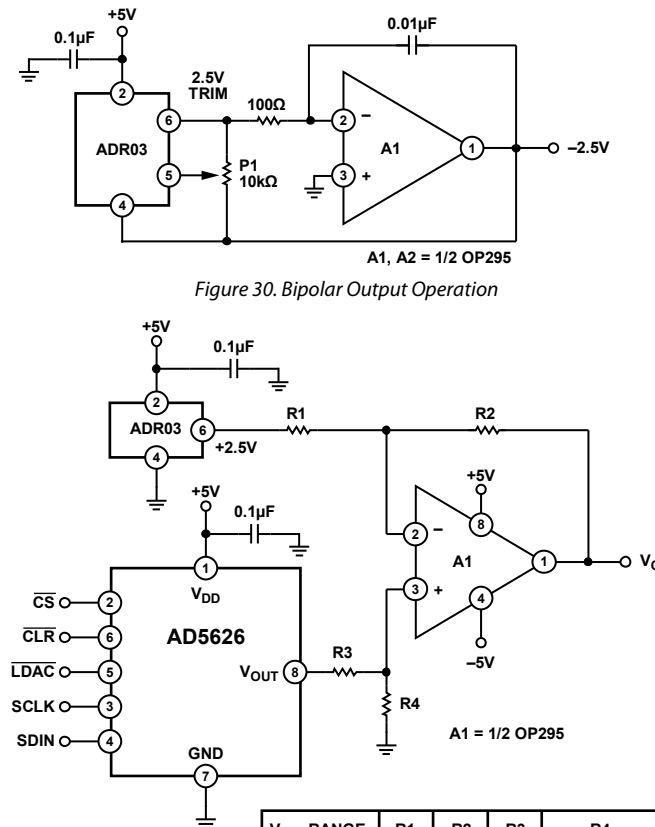 +5V
0.1µF
0.01µF
2
2.5V
TRIM
6
100Ω
2
–
ADR03
A1
1
–2.5V
5
P1
10kΩ
3
+
4
A1, A2 = 1/2 OP295
Figure 30. Bipolar Output Operation
+5V
0.1µF
2
R1
R2
ADR03
6
+2.5V
4
+5V
+5V
0.1µF
8
2
–
1
A1
1
VDD
3
+
CS
2
4
CLR
6
AD5626
–5V
LDAC
5
VOUT
8
R3
SCLK
3
R4
SDIN
4
GND
A1 = 1/2 OP295
7
RANGE
R1
R3